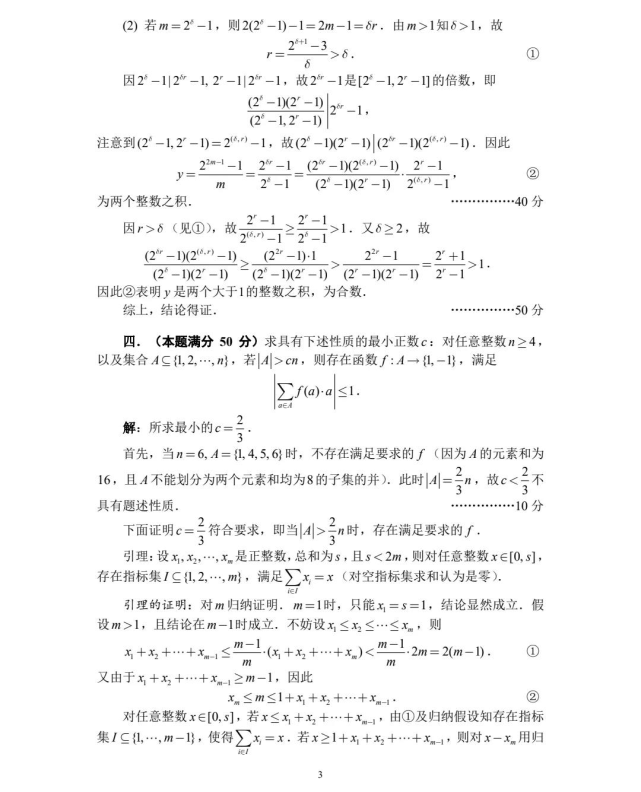 (2) 若 m = 2^δ − 1，则 2(2^δ − 1) − 1 = 2m − 1 = δr．由 m > 1 知 δ > 1，故
r = (2^{δ+1} − 3)/δ > δ． ①
因 2^δ − 1 | 2^{δr} − 1, 2^r − 1 | 2^{δr} − 1，故 2^{δr} − 1 是 [2^δ − 1, 2^r − 1] 的倍数，即
(2^δ − 1)(2^r − 1)/(2^δ − 1, 2^r − 1) | 2^{δr} − 1，
注意到 (2^δ − 1, 2^r − 1) = 2^{(δ,r)} − 1，故 (2^δ − 1)(2^r − 1) | (2^{δr} − 1)(2^{(δ,r)} − 1)．因此
y = (2^{2m−1} − 1)/m = (2^{δr} − 1)/(2^δ − 1) = (2^{δr} − 1)(2^{(δ,r)} − 1)/((2^δ − 1)(2^r − 1)) · (2^r − 1)/(2^{(δ,r)} − 1)， ②
为两个整数之积． ……………40 分
因 r > δ（见①），故 (2^r − 1)/(2^{(δ,r)} − 1) ≥ (2^r − 1)/(2^δ − 1) > 1．又 δ ≥ 2，故
(2^{δr} − 1)(2^{(δ,r)} − 1)/((2^δ − 1)(2^r − 1)) ≥ (2^{2r} − 1)·1/((2^δ − 1)(2^r − 1)) > (2^{2r} − 1)/((2^r − 1)(2^r − 1)) = (2^r + 1)/(2^r − 1) > 1．
因此②表明 y 是两个大于1的整数之积，为合数．
综上，结论得证． ……………50 分
四．（本题满分 50 分）求具有下述性质的最小正数 c：对任意整数 n ≥ 4，
以及集合 A ⊆ {1, 2, ⋯, n}，若 |A| > cn，则存在函数 f : A → {1, −1}，满足
|∑_{a∈A} f(a)·a| ≤ 1．
解：所求最小的 c = 2/3．
首先，当 n = 6, A = {1, 4, 5, 6} 时，不存在满足要求的 f（因为 A 的元素和为
16，且 A 不能划分为两个元素和均为8的子集的并）．此时 |A| = 2/3 n，故 c < 2/3 不
具有题述性质． ……………10 分
下面证明 c = 2/3 符合要求，即当 |A| > 2/3 n 时，存在满足要求的 f．
引理：设 x₁, x₂, ⋯, x_m 是正整数，总和为 s，且 s < 2m，则对任意整数 x ∈ [0, s]，
存在指标集 I ⊆ {1, 2, ⋯, m}，满足 ∑_{i∈I} x_i = x（对空指标集求和认为是零）．
引理的证明：对 m 归纳证明．m = 1 时，只能 x₁ = s = 1，结论显然成立．假
设 m > 1，且结论在 m − 1 时成立．不妨设 x₁ ≤ x₂ ≤ ⋯ ≤ x_m，则
x₁ + x₂ + ⋯ + x_{m−1} ≤ (m−1)/m · (x₁ + x₂ + ⋯ + x_m) < (m−1)/m · 2m = 2(m − 1)． ①
又由于 x₁ + x₂ + ⋯ + x_{m−1} ≥ m − 1，因此
x_m ≤ m ≤ 1 + x₁ + x₂ + ⋯ + x_{m−1}． ②
对任意整数 x ∈ [0, s]，若 x ≤ x₁ + x₂ + ⋯ + x_{m−1}，由①及归纳假设知存在指标
集 I ⊆ {1, ⋯, m − 1}，使得 ∑_{i∈I} x_i = x．若 x ≥ 1 + x₁ + x₂ + ⋯ + x_{m−1}，则对 x − x_m 用归
3